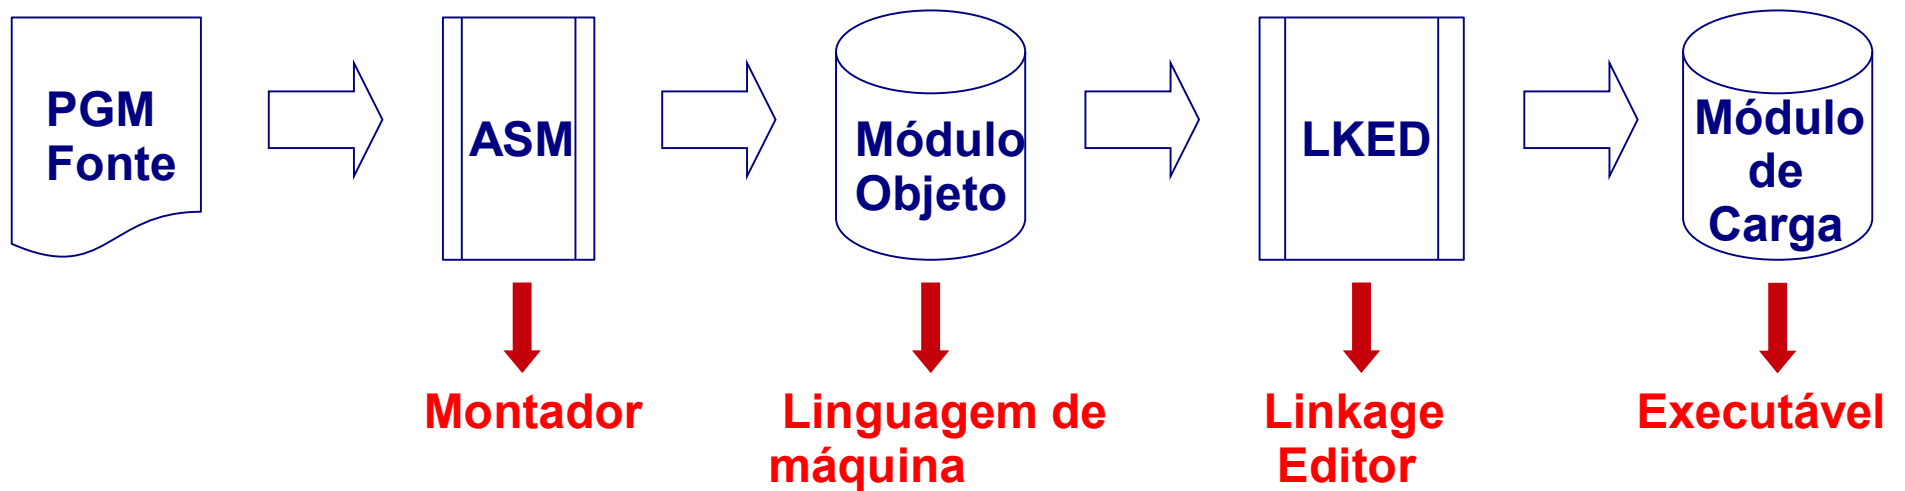 PGM
Fonte
ASM
Módulo
Objeto
LKED
Módulo
de
Carga
Montador
Linguagem de
máquina
Linkage
Editor
Executável